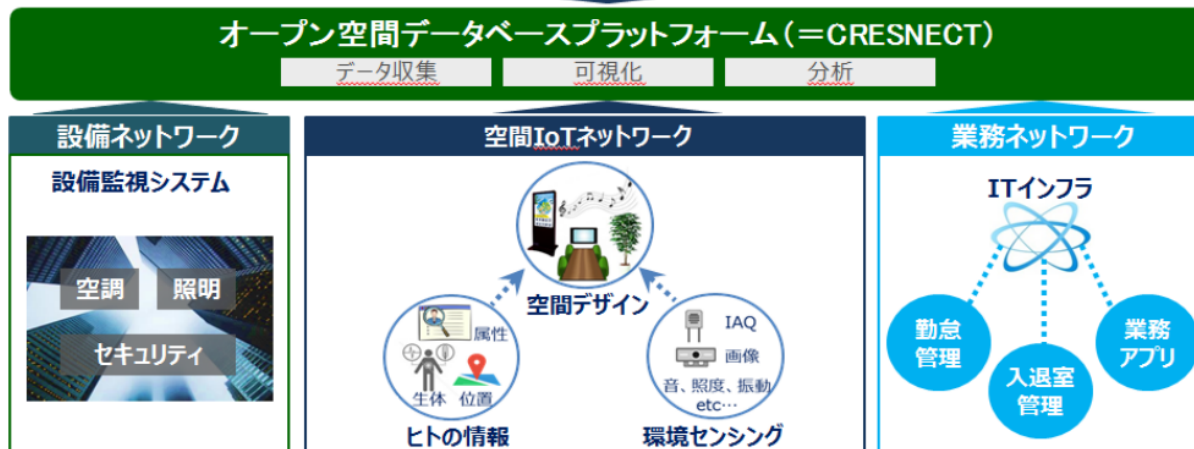 オープン空間データベースプラットフォーム(=CRESNECT)
データ収集 可視化 分析
設備ネットワーク
設備監視システム
空調 照明
セキュリティ
空間IoTネットワーク
空間デザイン
属性
生体 位置
ヒトの情報
IAQ
画像
音、照度、振動
etc…
環境センシング
業務ネットワーク
ITインフラ
勤怠
管理
入退室
管理
業務
アプリ